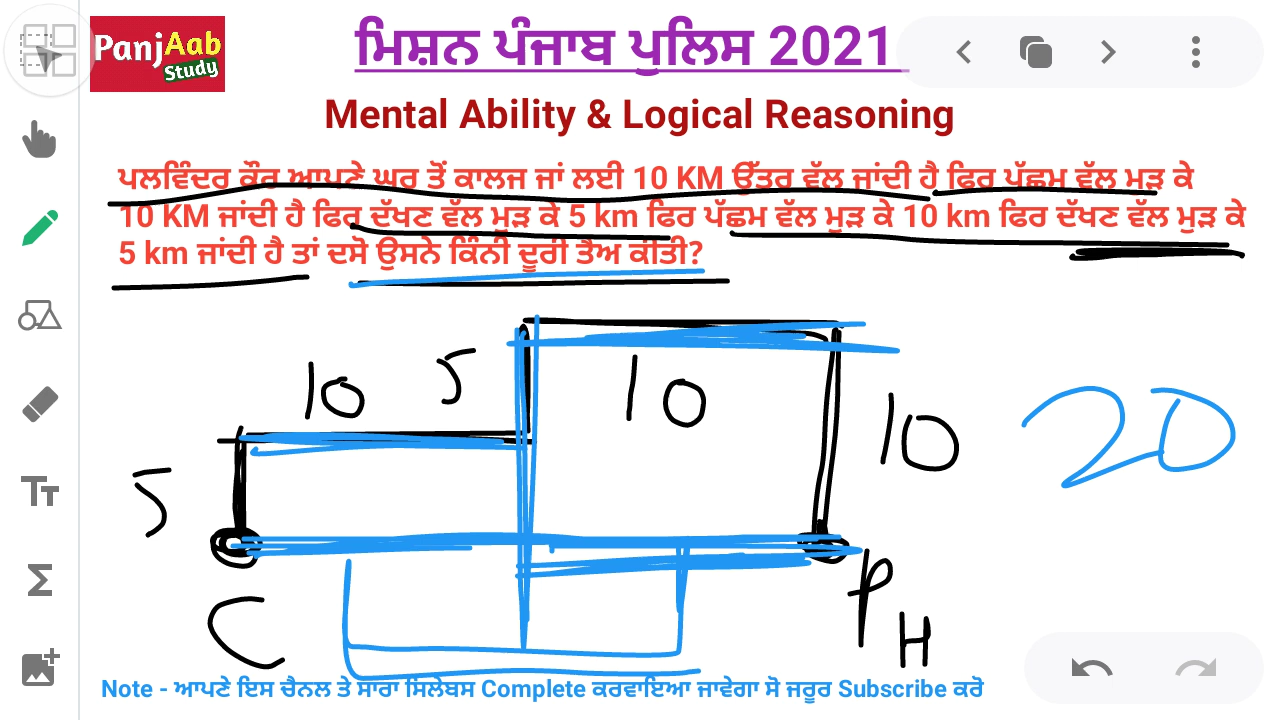 PanjAab
Study
ਮਿਸ਼ਨ ਪੰਜਾਬ ਪੁਲਿਸ 2021
Mental Ability & Logical Reasoning
ਪਲਵਿੰਦਰ ਕੌਰ ਆਪਣੇ ਘਰ ਤੋਂ ਕਾਲਜ ਜਾਂ ਲਈ 10 KM ਉੱਤਰ ਵੱਲ ਜਾਂਦੀ ਹੈ ਫਿਰ ਪੱਛਮ ਵੱਲ ਮੁੜ ਕੇ
10 KM ਜਾਂਦੀ ਹੈ ਫਿਰ ਦੱਖਣ ਵੱਲ ਮੁੜ ਕੇ 5 km ਫਿਰ ਪੱਛਮ ਵੱਲ ਮੁੜ ਕੇ 10 km ਫਿਰ ਦੱਖਣ ਵੱਲ ਮੁੜ ਕੇ
5 km ਜਾਂਦੀ ਹੈ ਤਾਂ ਦਸੋ ਉਸਨੇ ਕਿੰਨੀ ਦੂਰੀ ਤੈਅ ਕੀਤੀ?
10 5 10 10 20
5
C P
H
Tт
Σ
Note - ਆਪਣੇ ਇਸ ਚੈਨਲ ਤੇ ਸਾਰਾ ਸਿਲੇਬਸ Complete ਕਰਵਾਇਆ ਜਾਵੇਗਾ ਸੋ ਜਰੂਰ Subscribe ਕਰੋ